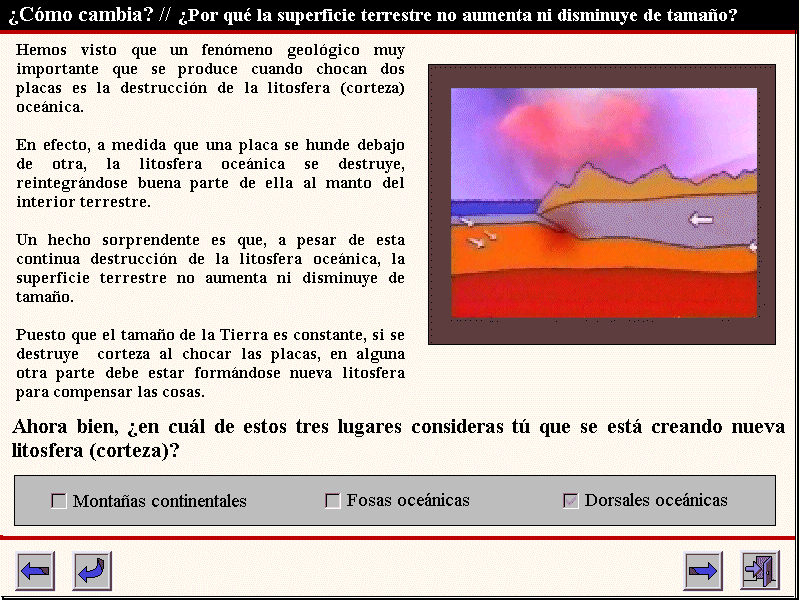 ¿Cómo cambia? // ¿Por qué la superficie terrestre no aumenta ni disminuye de tamaño?
Hemos visto que un fenómeno geológico muy
importante que se produce cuando chocan dos
placas es la destrucción de la litosfera (corteza)
oceánica.
En efecto, a medida que una placa se hunde debajo
de otra, la litosfera oceánica se destruye,
reintegrándose buena parte de ella al manto del
interior terrestre.
Un hecho sorprendente es que, a pesar de esta
continua destrucción de la litosfera oceánica, la
superficie terrestre no aumenta ni disminuye de
tamaño.
Puesto que el tamaño de la Tierra es constante, si se
destruye corteza al chocar las placas, en alguna
otra parte debe estar formándose nueva litosfera
para compensar las cosas.
Ahora bien, ¿en cuál de estos tres lugares consideras tú que se está creando nueva
litosfera (corteza)?
Montañas continentales Fosas oceánicas Dorsales oceánicas